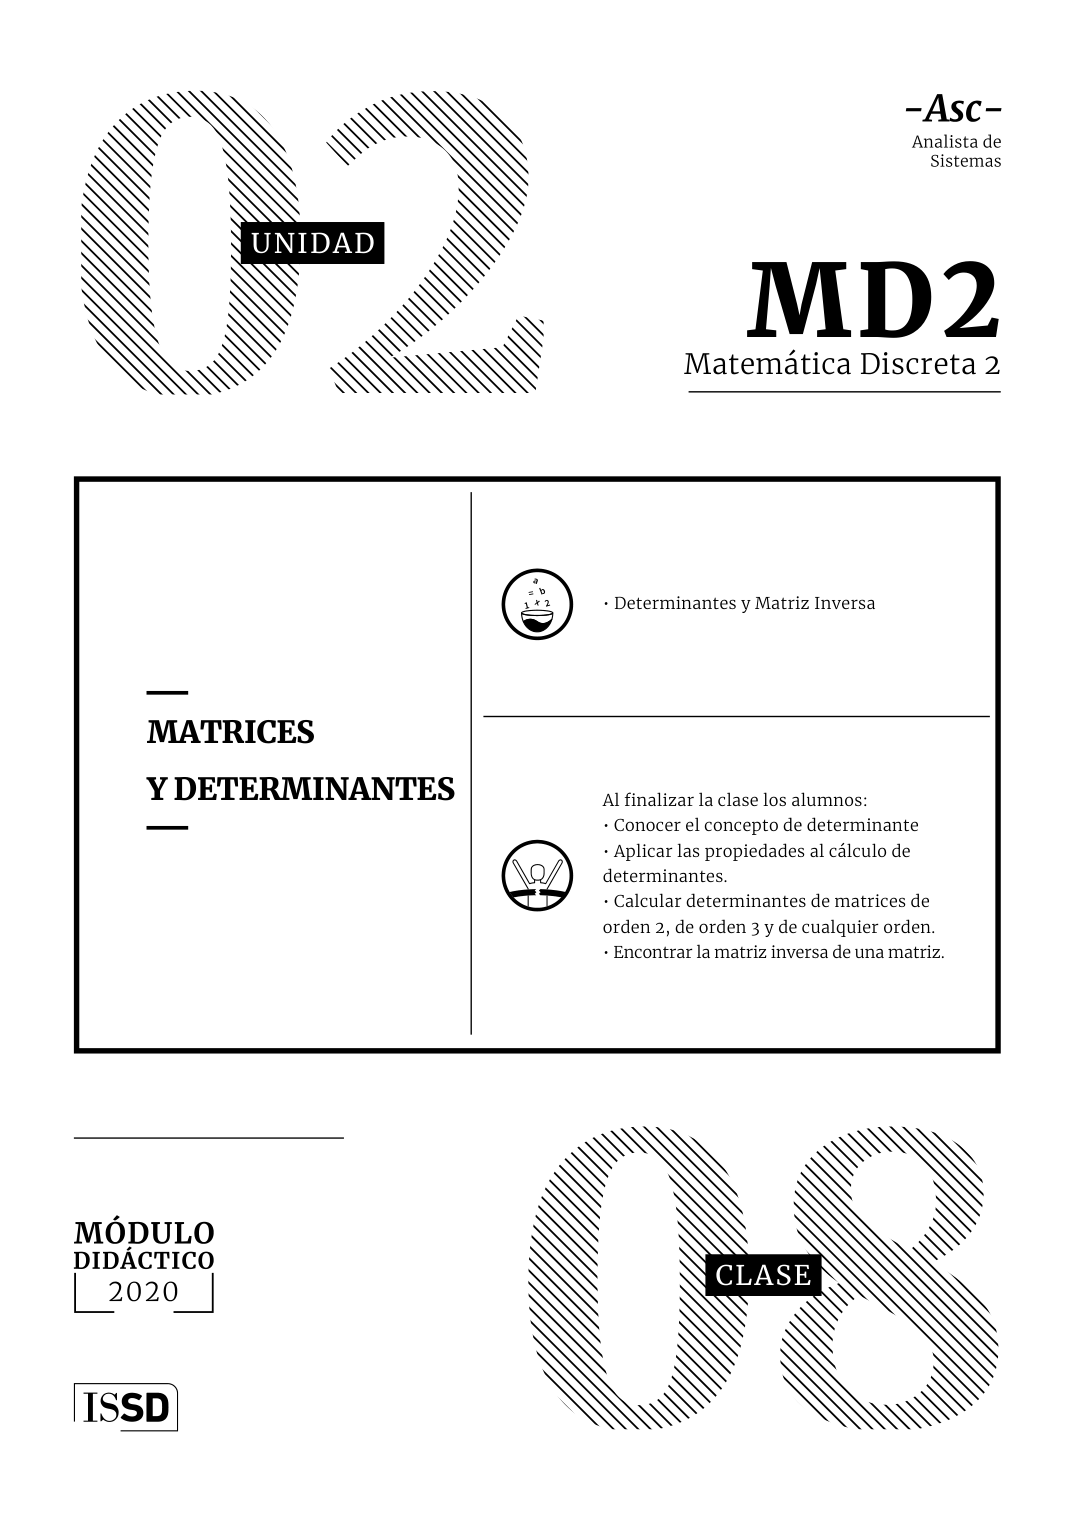 02
UNIDAD
–Asc–
Analista de
Sistemas
MD2
Matemática Discreta 2
MATRICES
Y DETERMINANTES
a
= b
1 + 2
• Determinantes y Matriz Inversa
Al finalizar la clase los alumnos:
• Conocer el concepto de determinante
• Aplicar las propiedades al cálculo de
determinantes.
• Calcular determinantes de matrices de
orden 2, de orden 3 y de cualquier orden.
• Encontrar la matriz inversa de una matriz.
MÓDULO
DIDÁCTICO
2020
ISSD
08
CLASE